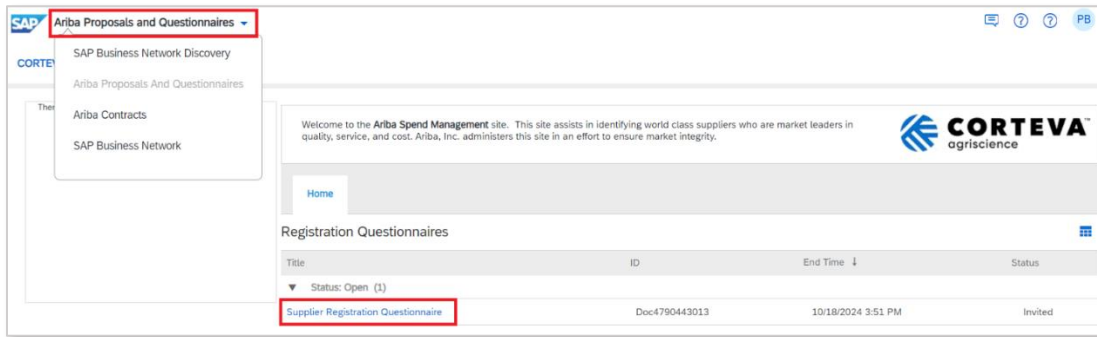 SAP Ariba Proposals and Questionnaires
PB
SAP Business Network Discovery
CORTEV
Ariba Proposals And Questionnaires
Ther
Ariba Contracts
SAP Business Network
Welcome to the Ariba Spend Management site. This site assists in identifying world class suppliers who are market leaders in
quality, service, and cost. Ariba, Inc. administers this site in an effort to ensure market integrity.
CORTEVA™
agriscience
Home
Registration Questionnaires
Title ID End Time ↓ Status
▼ Status: Open (1)
Supplier Registration Questionnaire Doc4790443013 10/18/2024 3:51 PM Invited